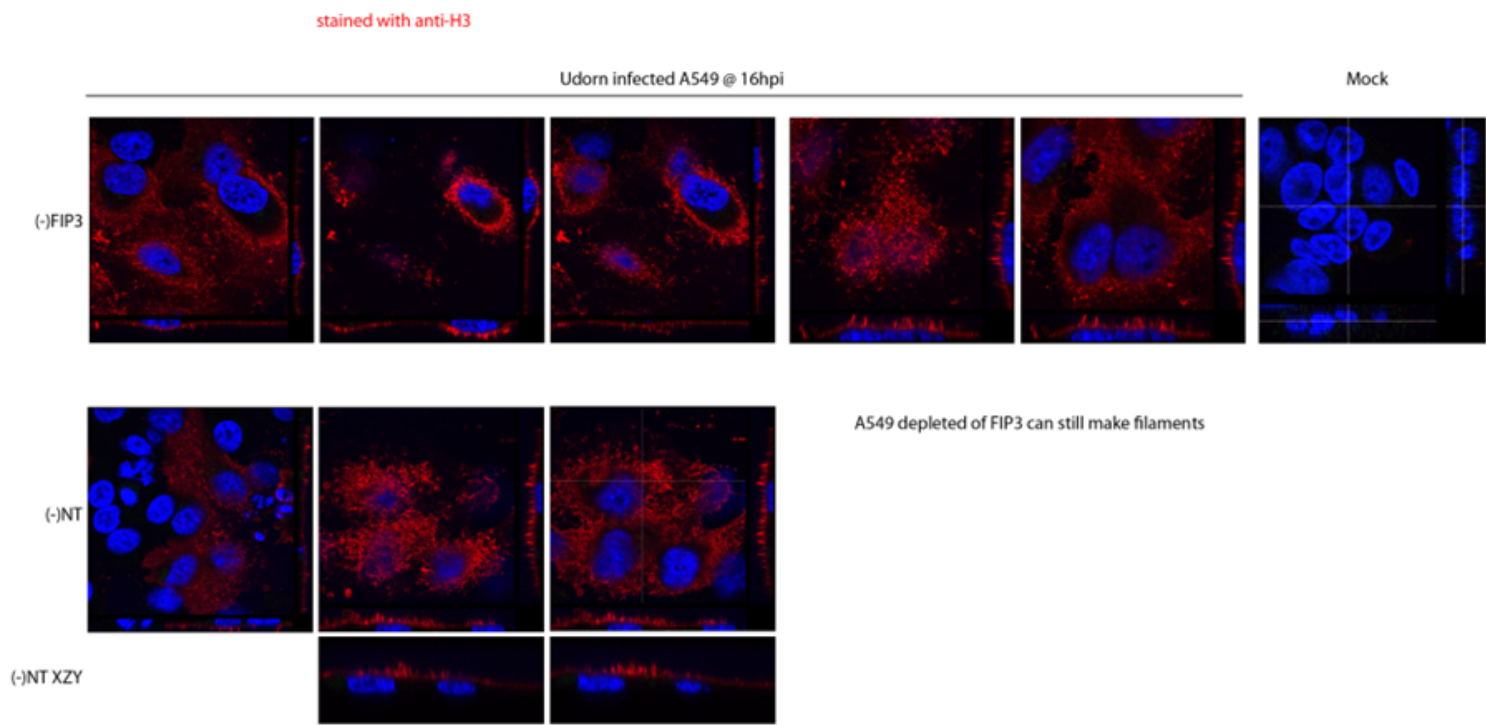 stained with anti-H3
Udorn infected A549 @ 16hpi
Mock
(-)FIP3
(-)NT
A549 depleted of FIP3 can still make filaments
(-)NT XZY